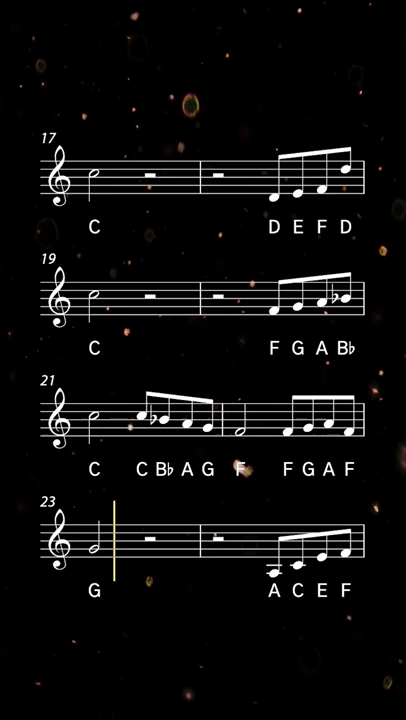 17
C D E F D
19
C F G A B♭
21
C C B♭ A G F F G A F
23
G A C E F